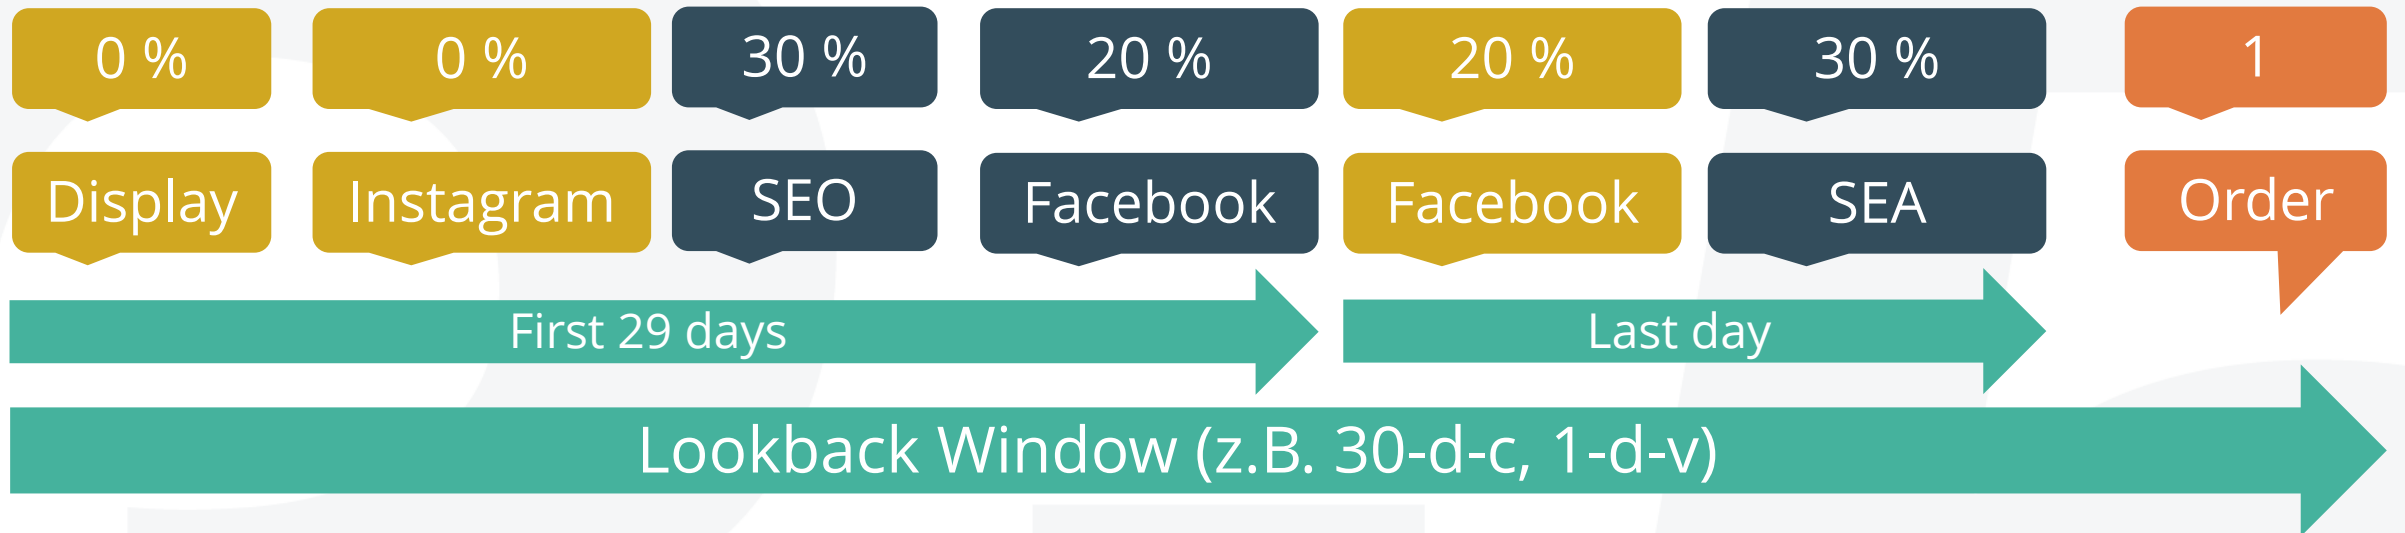 0 % 0 % 30 % 20 % 20 % 30 % 1
Display Instagram SEO Facebook Facebook SEA Order
First 29 days Last day
Lookback Window (z.B. 30-d-c, 1-d-v)